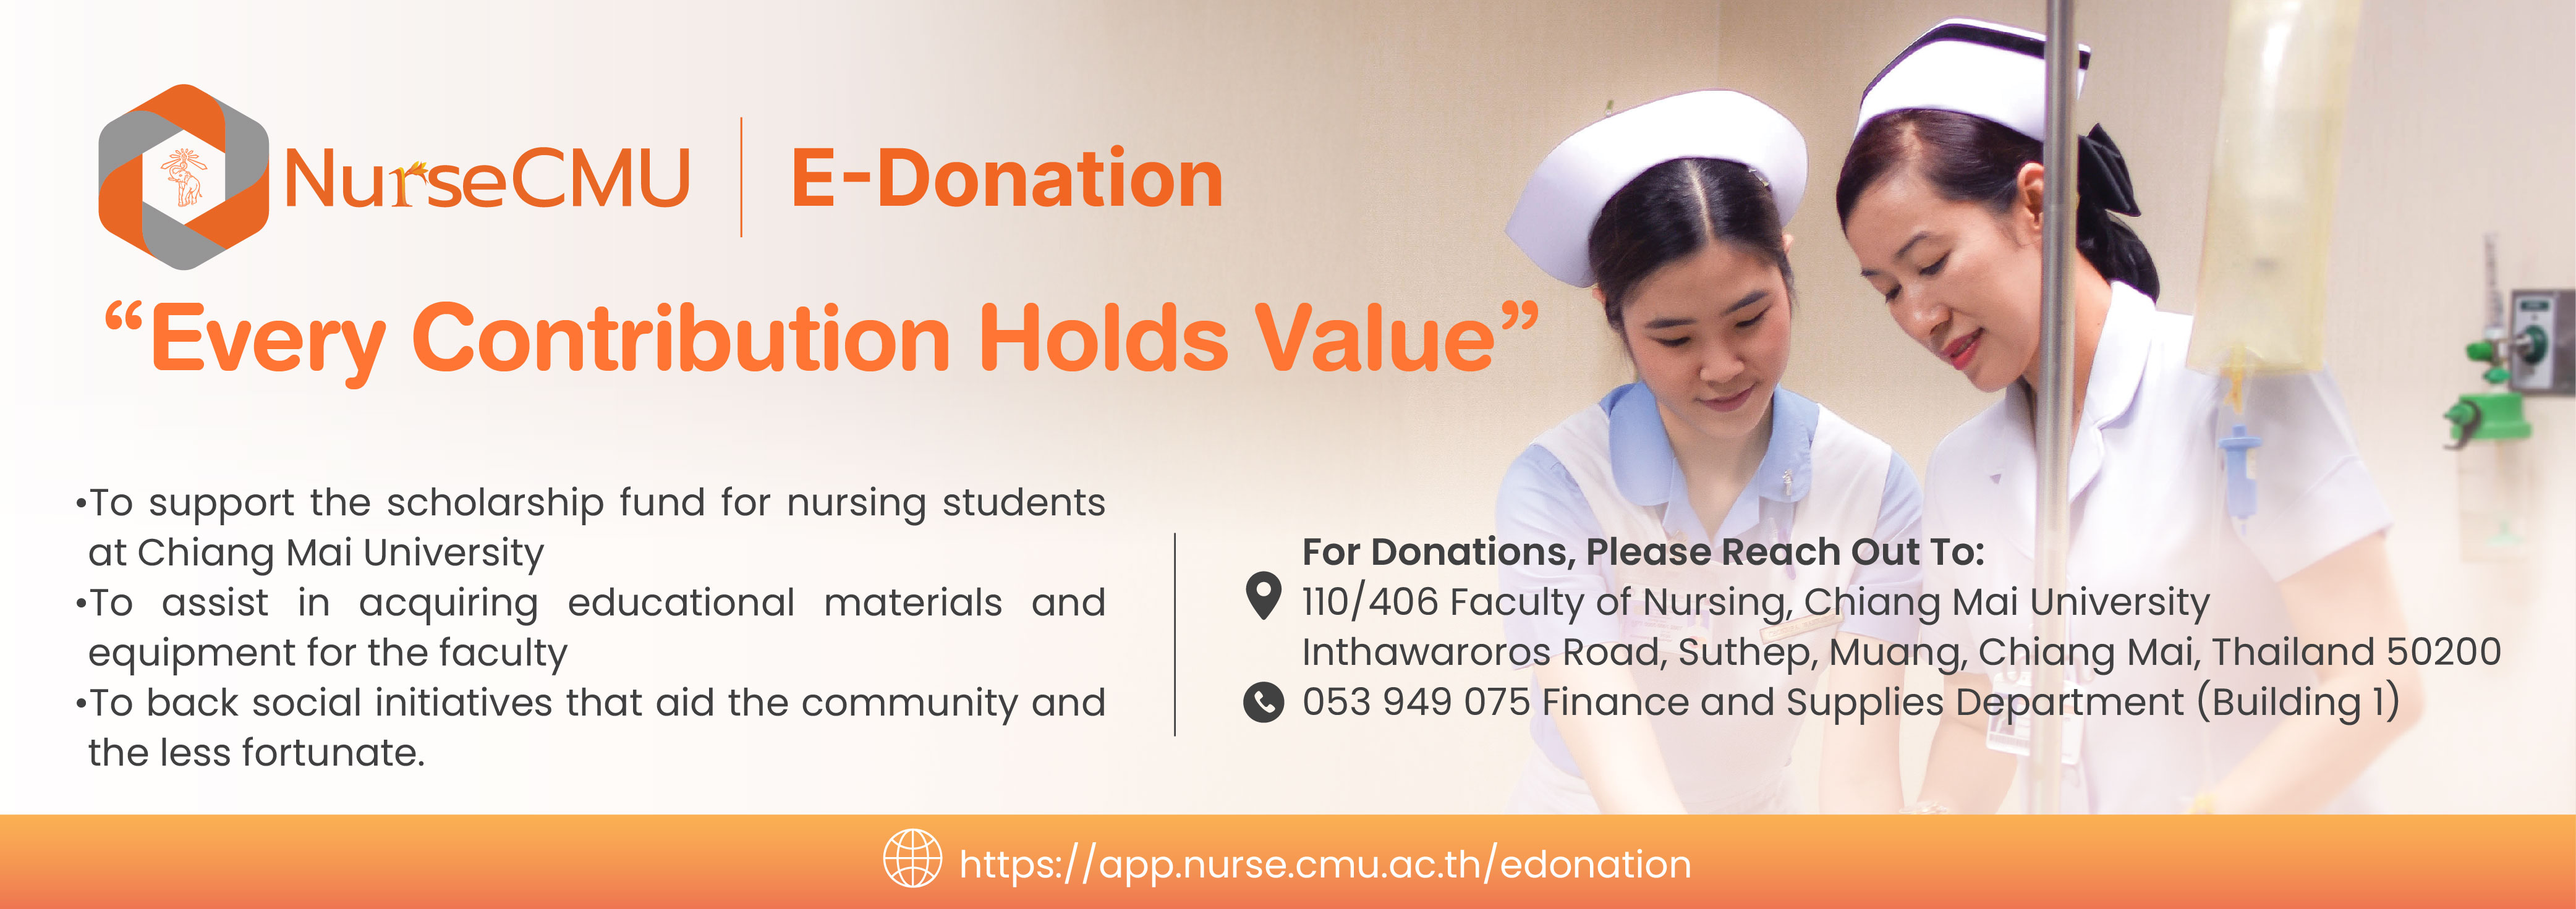 NurseCMU
E-Donation
“Every Contribution Holds Value”
•To support the scholarship fund for nursing students
at Chiang Mai University
•To assist in acquiring educational materials and
equipment for the faculty
•To back social initiatives that aid the community and
the less fortunate.
For Donations, Please Reach Out To:
110/406 Faculty of Nursing, Chiang Mai University
Inthawaroros Road, Suthep, Muang, Chiang Mai, Thailand 50200
053 949 075 Finance and Supplies Department (Building 1)
https://app.nurse.cmu.ac.th/edonation